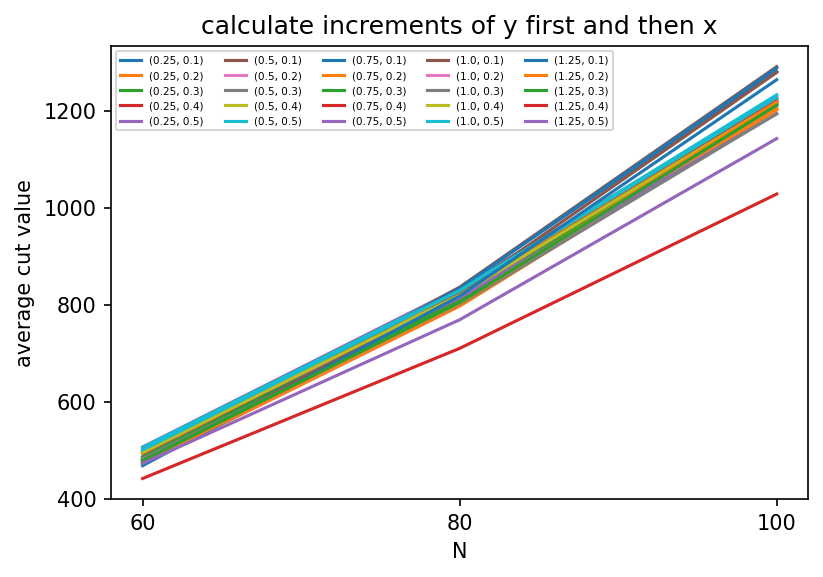 calculate increments of y first and then x
(0.25, 0.1) (0.5, 0.1) (0.75, 0.1) (1.0, 0.1) (1.25, 0.1)
(0.25, 0.2) (0.5, 0.2) (0.75, 0.2) (1.0, 0.2) (1.25, 0.2)
(0.25, 0.3) (0.5, 0.3) (0.75, 0.3) (1.0, 0.3) (1.25, 0.3)
(0.25, 0.4) (0.5, 0.4) (0.75, 0.4) (1.0, 0.4) (1.25, 0.4)
(0.25, 0.5) (0.5, 0.5) (0.75, 0.5) (1.0, 0.5) (1.25, 0.5)
1200
1000
800
600
400
average cut value
60 80 100
N